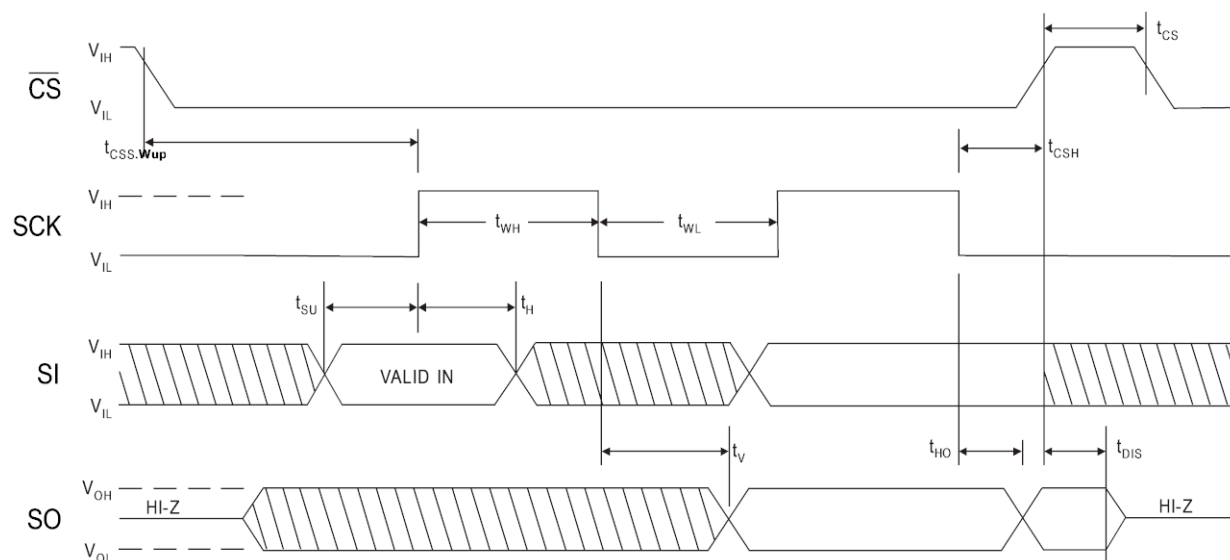 V_IH
t_CS
CS
V_IL
t_CSS.Wup
t_CSH
V_IH
SCK
t_WH
t_WL
V_IL
t_SU
t_H
V_IH
SI
VALID IN
V_IL
t_V
t_HO
t_DIS
V_OH
HI-Z
HI-Z
SO
V_OL